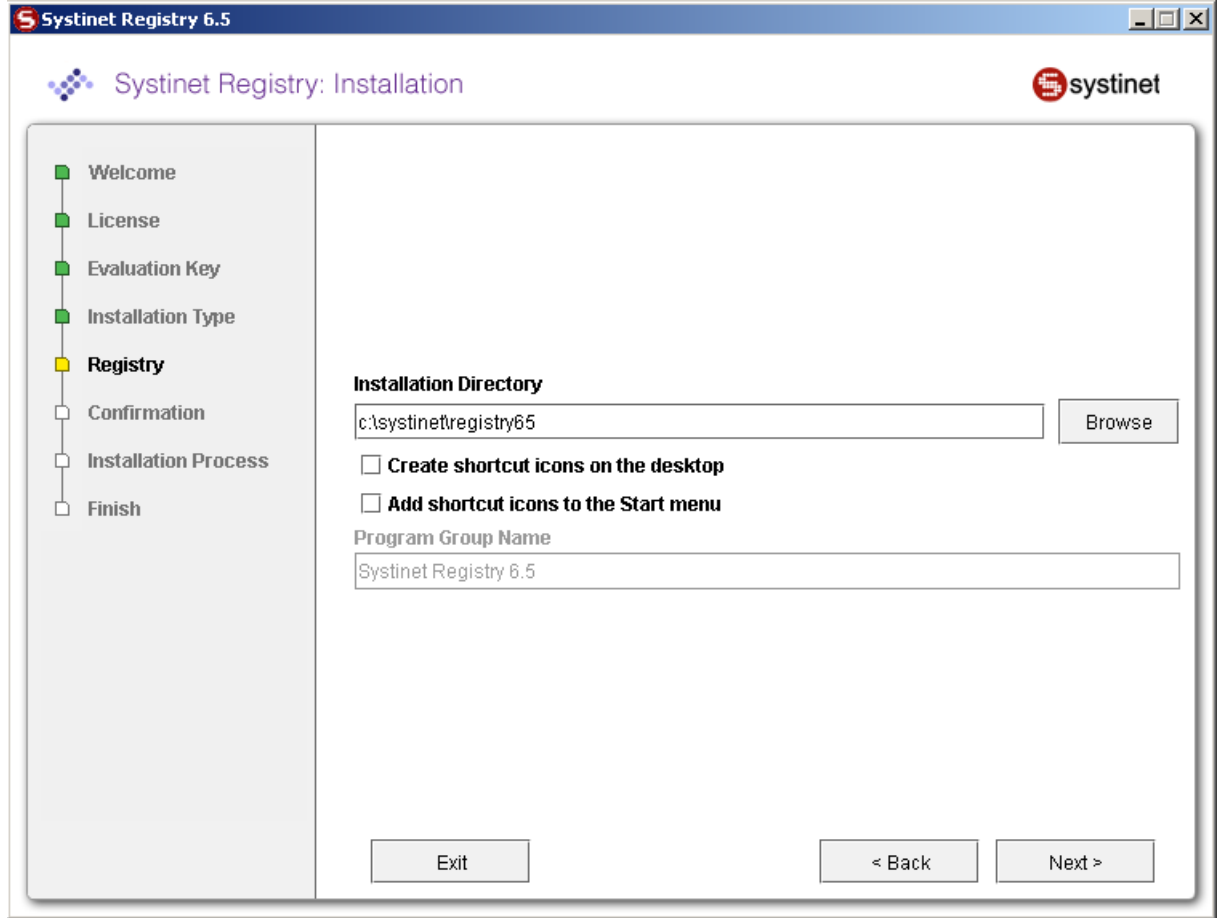 Systinet Registry 6.5
Systinet Registry: Installation
systinet
Welcome
License
Evaluation Key
Installation Type
Registry
Confirmation
Installation Process
Finish
Installation Directory
c:\systinet\registry65
Browse
Create shortcut icons on the desktop
Add shortcut icons to the Start menu
Program Group Name
Systinet Registry 6.5
Exit
< Back
Next >